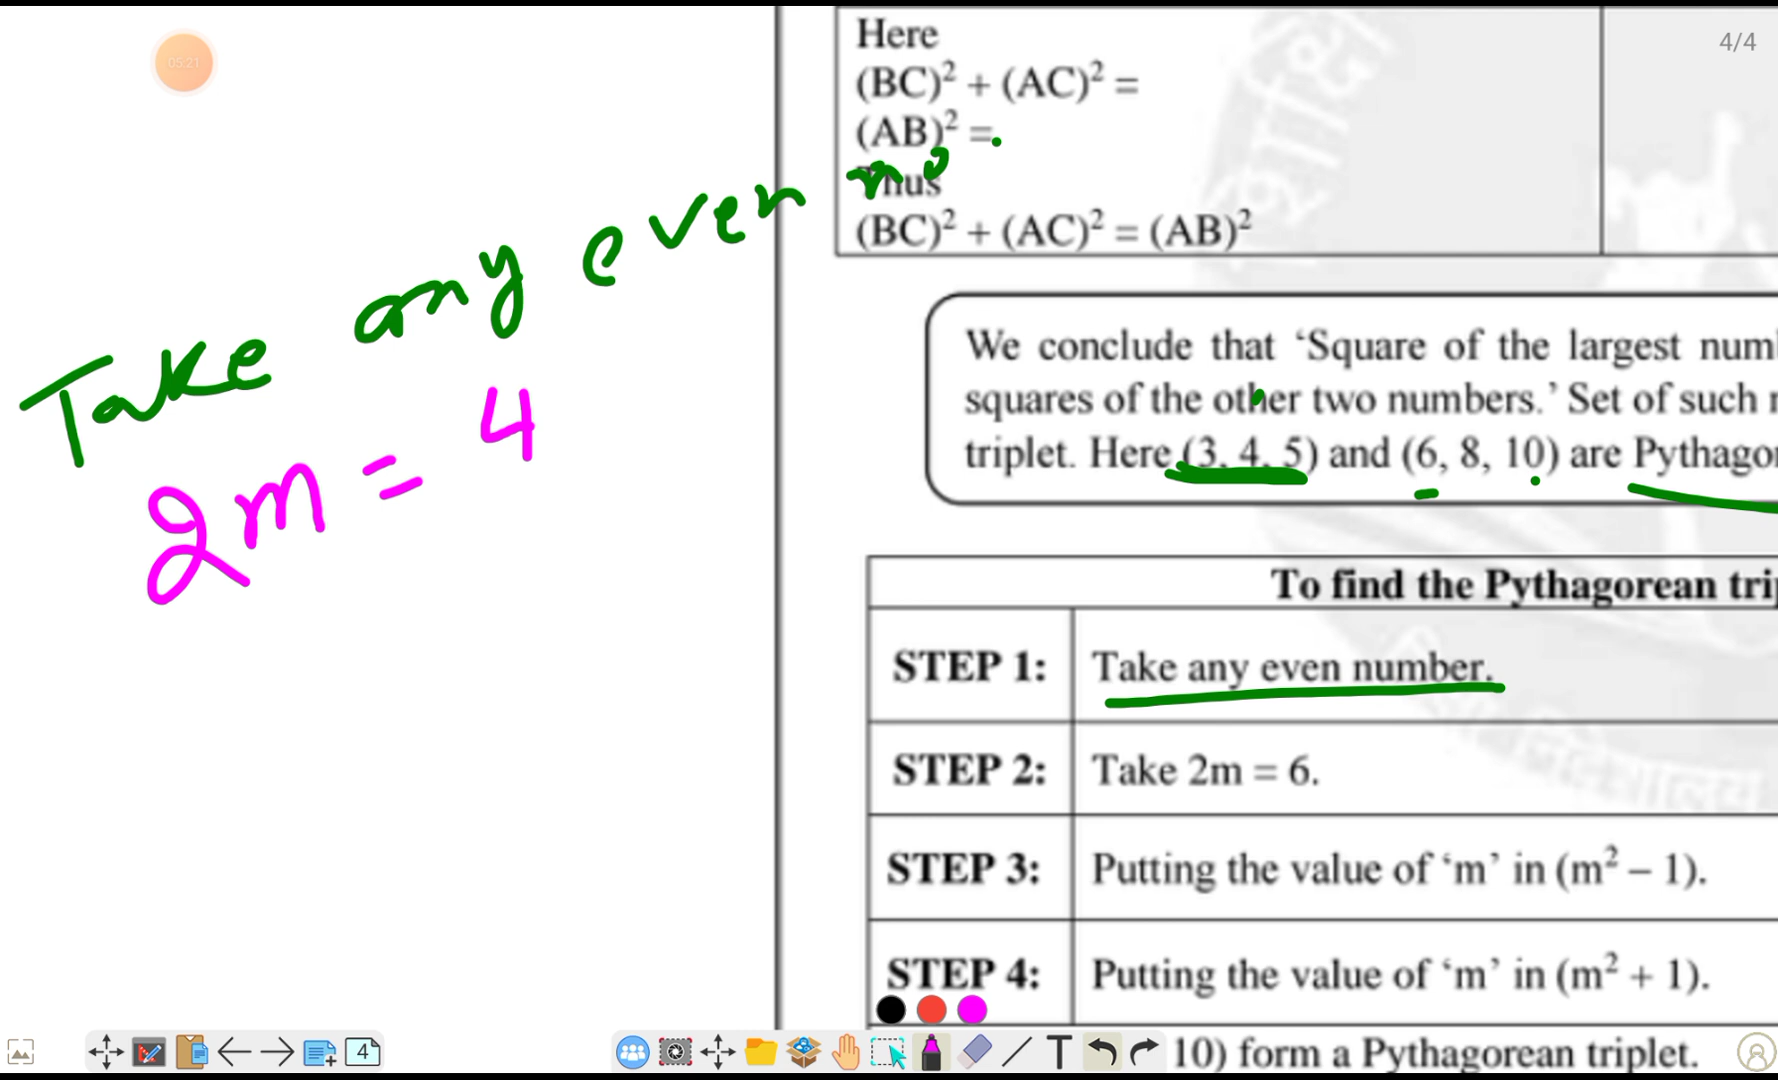 05:21
4/4
Here
(BC)² + (AC)² =
(AB)² =
Thus
(BC)² + (AC)² = (AB)²
Take any even no
2m = 4
We conclude that ‘Square of the largest num
squares of the other two numbers.’ Set of such
triplet. Here (3, 4, 5) and (6, 8, 10) are Pythago
To find the Pythagorean tri
STEP 1: Take any even number.
STEP 2: Take 2m = 6.
STEP 3: Putting the value of ‘m’ in (m² – 1).
STEP 4: Putting the value of ‘m’ in (m² + 1).
10) form a Pythagorean triplet.
4
T